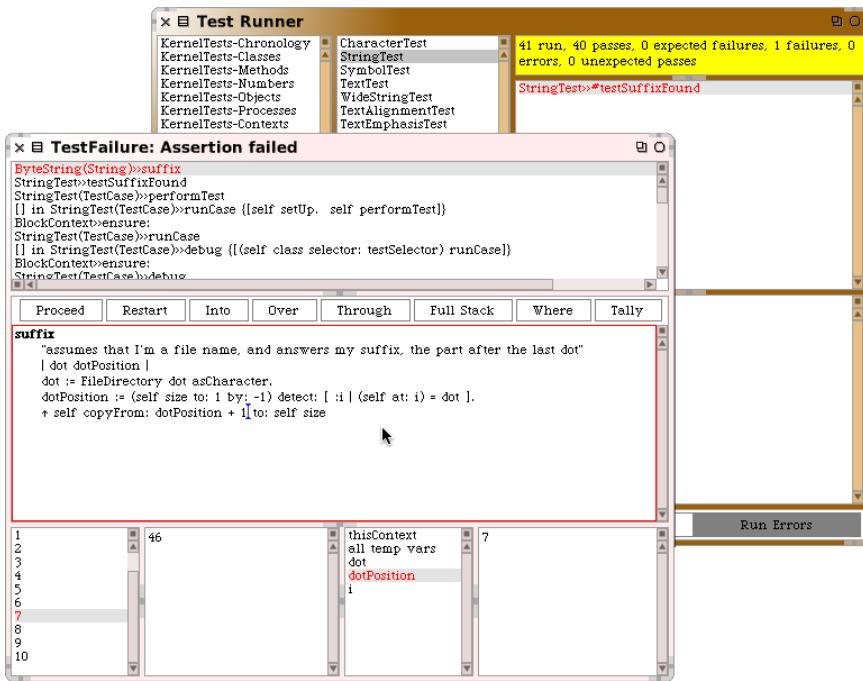 Test Runner
KernelTests-Chronology
KernelTests-Classes
KernelTests-Methods
KernelTests-Numbers
KernelTests-Objects
KernelTests-Processes
KernelTests-Contexts
CharacterTest
StringTest
SymbolTest
TextTest
WideStringTest
TextAlignmentTest
TextEmphasisTest
41 run, 40 passes, 0 expected failures, 1 failures, 0
errors, 0 unexpected passes
StringTest»#testSuffixFound
TestFailure: Assertion failed
ByteString(String)»suffix
StringTest»testSuffixFound
StringTest(TestCase)»performTest
[] in StringTest(TestCase)»runCase {[self setUp. self performTest]}
BlockContext»ensure:
StringTest(TestCase)»runCase
[] in StringTest(TestCase)»debug {[(self class selector: testSelector) runCase]}
BlockContext»ensure:
StringTest(TestCase)»debug
Proceed Restart Into Over Through Full Stack Where Tally
suffix
"assumes that I'm a file name, and answers my suffix, the part after the last dot"
| dot dotPosition |
dot := FileDirectory dot asCharacter.
dotPosition := (self size to: 1 by: -1) detect: [ :i | (self at: i) = dot ].
↑ self copyFrom: dotPosition + 1 to: self size
Run Errors
1
2
3
4
5
6
7
8
9
10
46
thisContext
all temp vars
dot
dotPosition
i
7